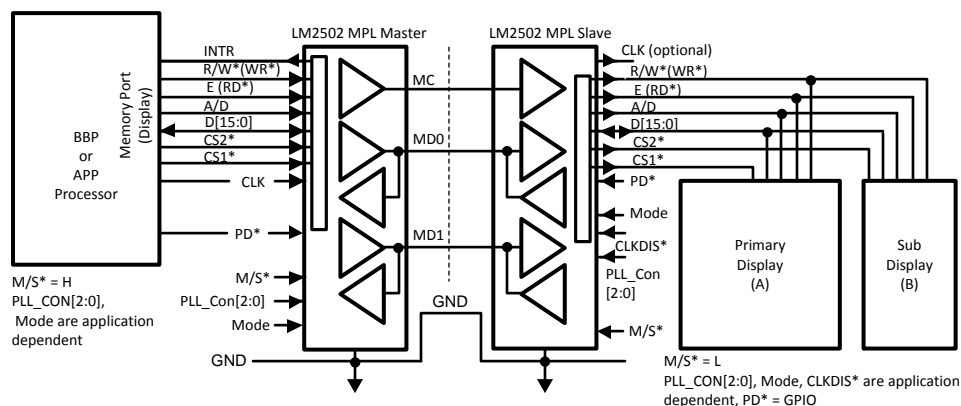 LM2502 MPL Master
LM2502 MPL Slave
BBP
or
APP
Processor
Memory Port
(Display)
INTR
R/W*(WR*)
E (RD*)
A/D
D[15:0]
CS2*
CS1*
CLK
PD*
M/S*
PLL_Con[2:0]
Mode
GND
M/S* = H
PLL_CON[2:0],
Mode are application
dependent
MC
MD0
MD1
GND
CLK (optional)
R/W*(WR*)
E (RD*)
A/D
D[15:0]
CS2*
CS1*
PD*
Mode
CLKDIS*
PLL_Con
[2:0]
M/S*
Primary
Display
(A)
Sub
Display
(B)
M/S* = L
PLL_CON[2:0], Mode, CLKDIS* are application
dependent, PD* = GPIO